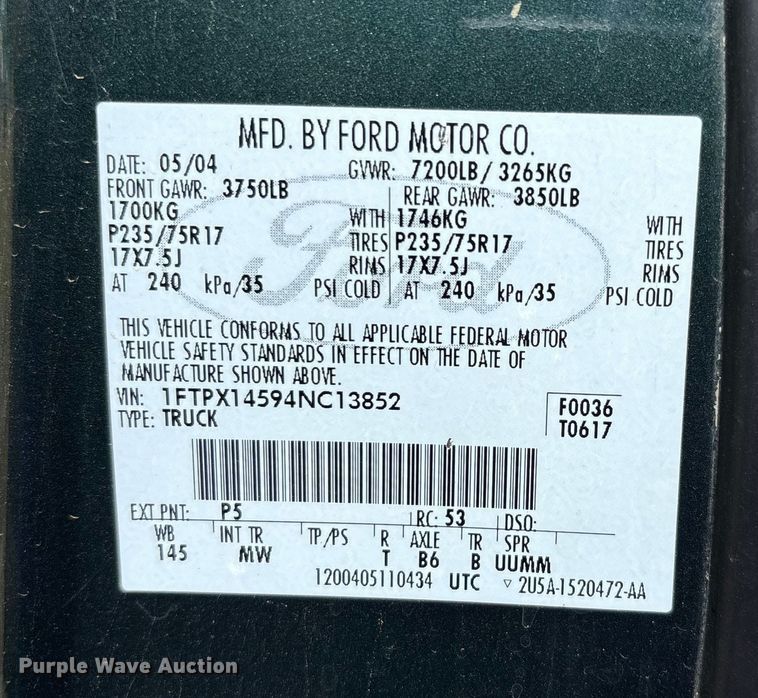 MFD. BY FORD MOTOR CO.
DATE: 05/04 GVWR: 7200LB / 3265KG
FRONT GAWR: 3750LB REAR GAWR: 3850LB
1700KG WITH 1746KG WITH
P235/75R17 TIRES P235/75R17 TIRES
17X7.5J RIMS 17X7.5J RIMS
AT 240 kPa/35 PSI COLD AT 240 kPa/35 PSI COLD
Ford
THIS VEHICLE CONFORMS TO ALL APPLICABLE FEDERAL MOTOR
VEHICLE SAFETY STANDARDS IN EFFECT ON THE DATE OF
MANUFACTURE SHOWN ABOVE.
VIN: 1FTPX14594NC13852 F0036
TYPE: TRUCK T0617
EXT PNT: P5 RC: 53 DSO:
WB INT TR TP/PS R AXLE TR SPR
145 MW T B6 B UUMM
1200405110434 UTC ▽ 2U5A-1520472-AA
Purple Wave Auction